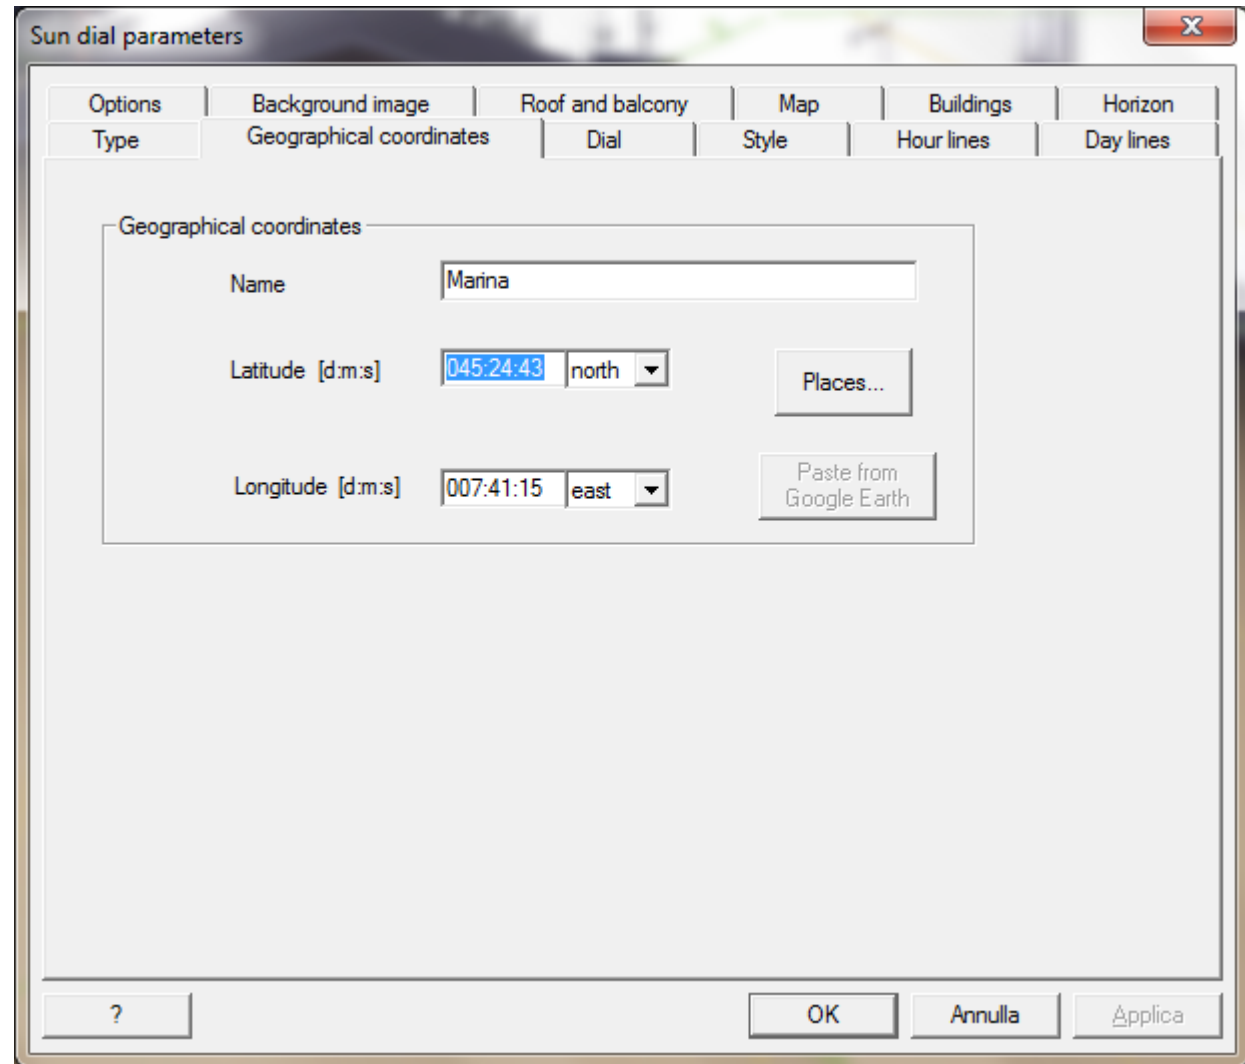 Sun dial parameters
Options Background image Roof and balcony Map Buildings Horizon
Type Geographical coordinates Dial Style Hour lines Day lines
Geographical coordinates
Name Marina
Latitude [d:m:s] 045:24:43 north Places...
Longitude [d:m:s] 007:41:15 east Paste from
Google Earth
? OK Annulla Applica